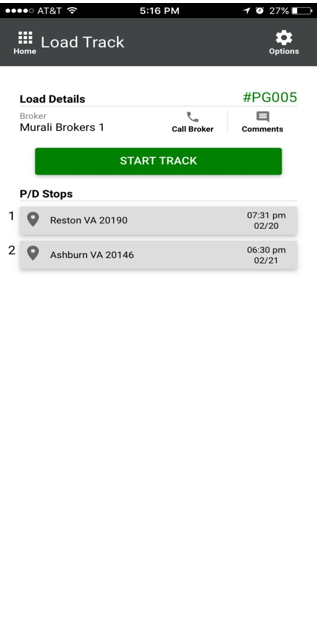 AT&T 5:16 PM 27%
Home Load Track Options
Load Details #PG005
Broker
Murali Brokers 1 Call Broker Comments
START TRACK
P/D Stops
1 Reston VA 20190 07:31 pm
02/20
2 Ashburn VA 20146 06:30 pm
02/21